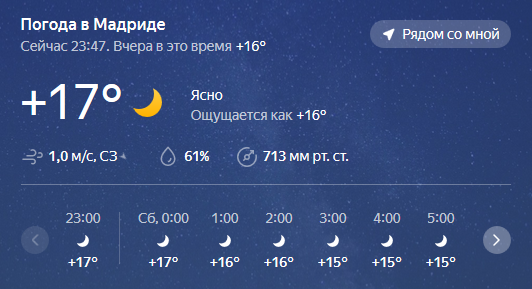 Погода в Мадриде
Сейчас 23:47. Вчера в это время +16°
Рядом со мной
+17°
Ясно
Ощущается как +16°
1,0 м/с, СЗ
61%
713 мм рт. ст.
23:00 Сб, 0:00 1:00 2:00 3:00 4:00 5:00
+17° +17° +16° +16° +15° +15° +15°